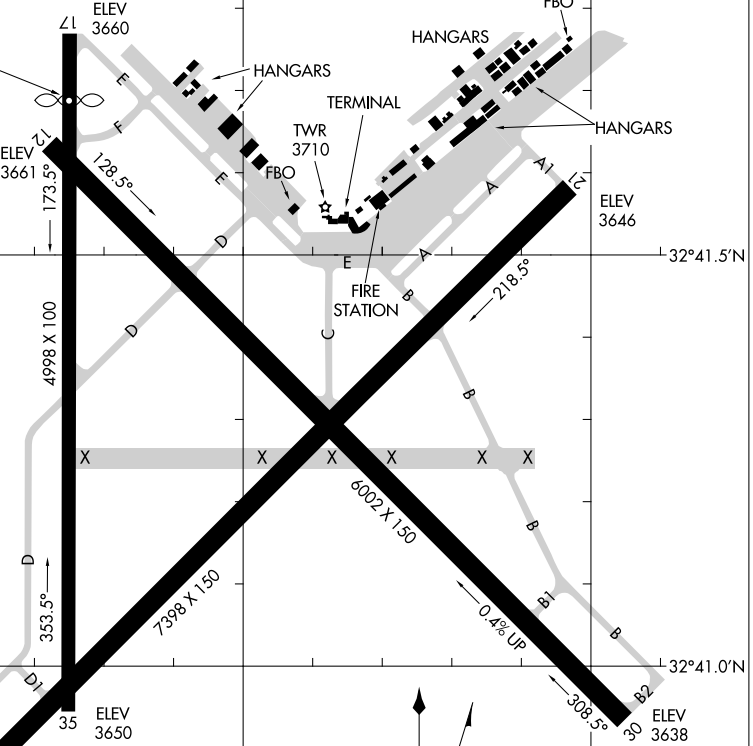 17
ELEV
3660
FBO
HANGARS
HANGARS
E
TERMINAL
TWR
3710
HANGARS
F
12
ELEV
3661
128.5°
173.5°
E
FBO
A1
21
A
ELEV
3646
D
A
E
32°41.5'N
218.5°
FIRE
STATION
B
D
C
4998 X 100
B
X
X
X
X
X
X
6002 X 150
B
D
7398 X 150
353.5°
B1
0.4% UP
B
32°41.0'N
D1
B2
308.5°
35
ELEV
3650
30
ELEV
3638